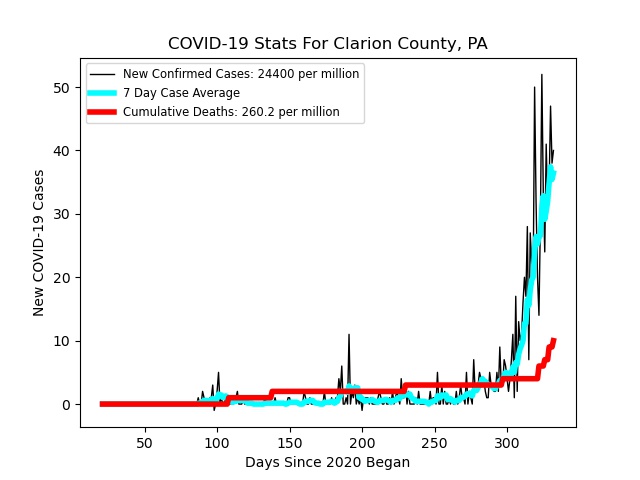 COVID-19 Stats For Clarion County, PA
New Confirmed Cases: 24400 per million
7 Day Case Average
Cumulative Deaths: 260.2 per million
New COVID-19 Cases
50
40
30
20
10
0
50 100 150 200 250 300
Days Since 2020 Began